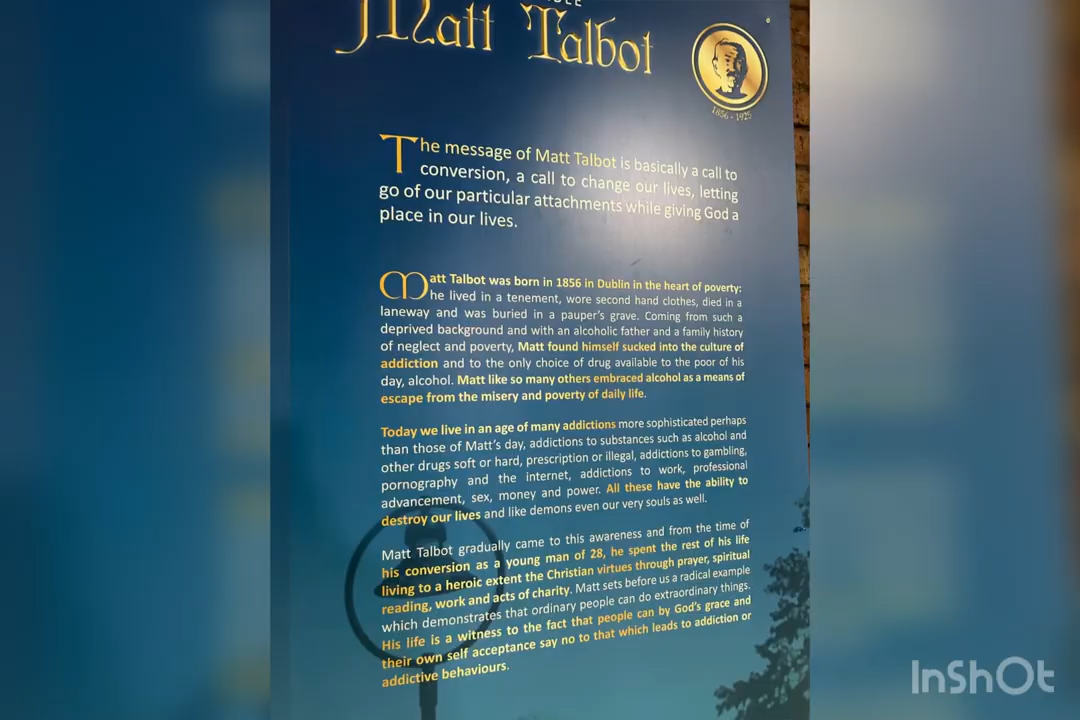 Matt Talbot
1856 - 1925
The message of Matt Talbot is basically a call to
conversion, a call to change our lives, letting
go of our particular attachments while giving God a
place in our lives.
Matt Talbot was born in 1856 in Dublin in the heart of poverty:
he lived in a tenement, wore second hand clothes, died in a
laneway and was buried in a pauper's grave. Coming from such a
deprived background and with an alcoholic father and a family history
of neglect and poverty, Matt found himself sucked into the culture of
addiction and to the only choice of drug available to the poor of his
day, alcohol. Matt like so many others embraced alcohol as a means of
escape from the misery and poverty of daily life.
Today we live in an age of many addictions more sophisticated perhaps
than those of Matt's day, addictions to substances such as alcohol and
other drugs soft or hard, prescription or illegal, addictions to gambling,
pornography and the internet, addictions to work, professional
advancement, sex, money and power. All these have the ability to
destroy our lives and like demons even our very souls as well.
Matt Talbot gradually came to this awareness and from the time of
his conversion as a young man of 28, he spent the rest of his life
living to a heroic extent the Christian virtues through prayer, spiritual
reading, work and acts of charity. Matt sets before us a radical example
which demonstrates that ordinary people can do extraordinary things.
His life is a witness to the fact that people can by God's grace and
their own self acceptance say no to that which leads to addiction or
addictive behaviours.
InShOt